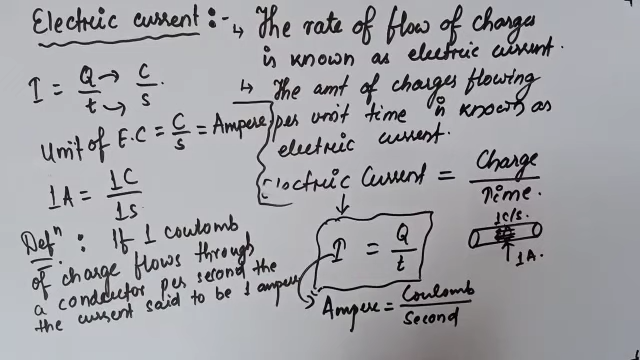 Electric current :- ↳ The rate of flow of charges
is known as electric current.
↳ The amt of charges flowing
per unit time is known as
electric current.
I = Q/t → C/s.
Unit of E.C = C/s = Ampere
1A = 1C/1s
Electric Current = Charge/Time.
I = Q/t
Ampere = Coulomb/Second
1C/s.
1A.
Defⁿ : If 1 coulomb
of charge flows through
a conductor per second the
the current said to be 1 ampere